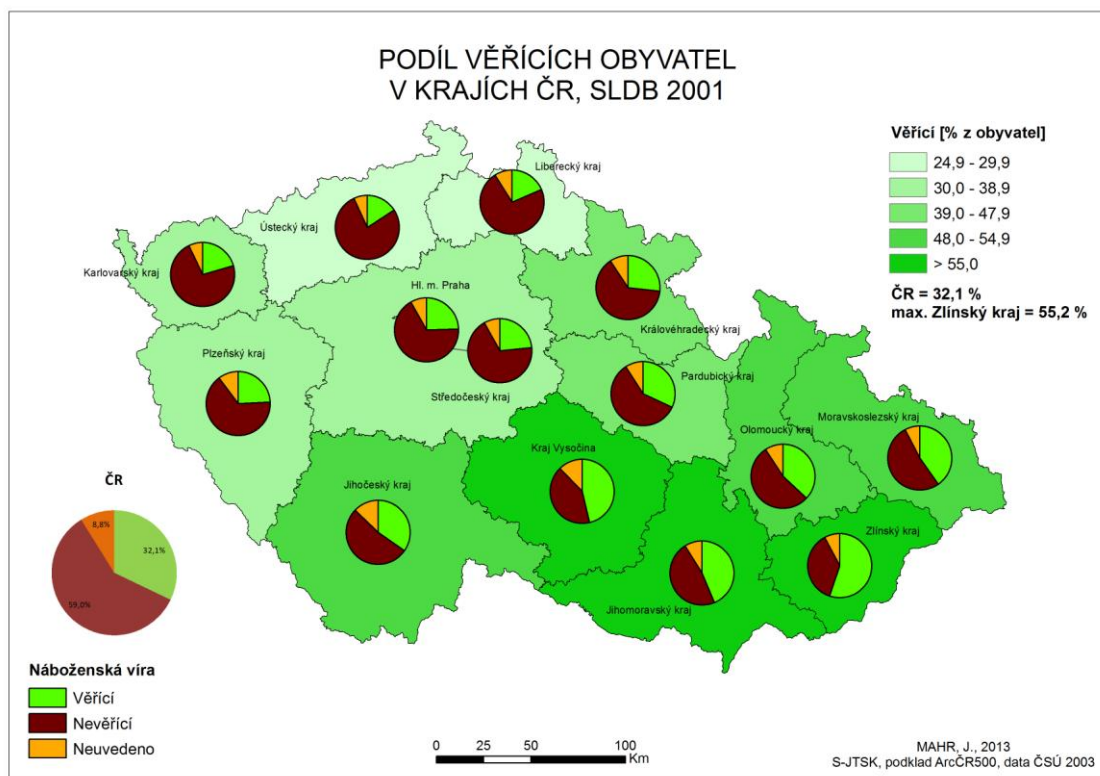 PODÍL VĚŘÍCÍCH OBYVATEL
V KRAJÍCH ČR, SLDB 2001
Věřící [% z obyvatel]
24,9 - 29,9
30,0 - 38,9
39,0 - 47,9
48,0 - 54,9
> 55,0
ČR = 32,1 %
max. Zlínský kraj = 55,2 %
Liberecký kraj
Ústecký kraj
Karlovarský kraj
Hl. m. Praha
Královéhradecký kraj
Plzeňský kraj
Pardubický kraj
Středočeský kraj
Moravskoslezský kraj
Olomoucký kraj
Kraj Vysočina
Jihočeský kraj
Zlínský kraj
Jihomoravský kraj
ČR
8,8%
32,1%
59,0%
Náboženská víra
Věřící
Nevěřící
Neuvedeno
0 25 50 100
Km
MAHR, J., 2013
S-JTSK, podklad ArcČR500, data ČSÚ 2003